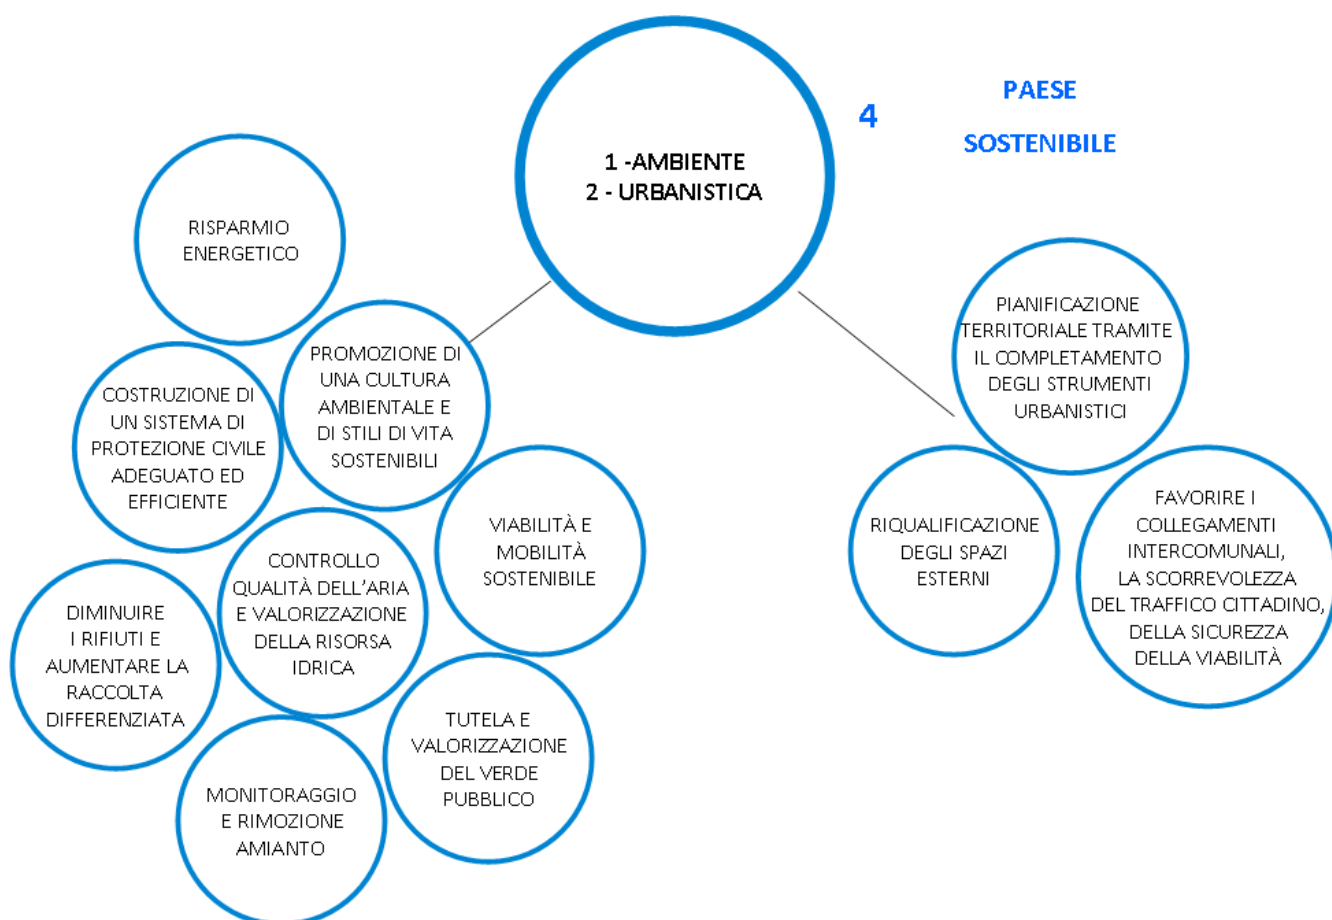 4
PAESE
SOSTENIBILE
1 -AMBIENTE
2 - URBANISTICA
RISPARMIO
ENERGETICO
PROMOZIONE DI
UNA CULTURA
AMBIENTALE E
DI STILI DI VITA
SOSTENIBILI
COSTRUZIONE DI
UN SISTEMA DI
PROTEZIONE CIVILE
ADEGUATO ED
EFFICIENTE
VIABILITÀ E
MOBILITÀ
SOSTENIBILE
CONTROLLO
QUALITÀ DELL’ARIA
E VALORIZZAZIONE
DELLA RISORSA
IDRICA
DIMINUIRE
I RIFIUTI E
AUMENTARE LA
RACCOLTA
DIFFERENZIATA
TUTELA E
VALORIZZAZIONE
DEL VERDE
PUBBLICO
MONITORAGGIO
E RIMOZIONE
AMIANTO
PIANIFICAZIONE
TERRITORIALE TRAMITE
IL COMPLETAMENTO
DEGLI STRUMENTI
URBANISTICI
RIQUALIFICAZIONE
DEGLI SPAZI
ESTERNI
FAVORIRE I
COLLEGAMENTI
INTERCOMUNALI,
LA SCORREVOLEZZA
DEL TRAFFICO CITTADINO,
DELLA SICUREZZA
DELLA VIABILITÀ